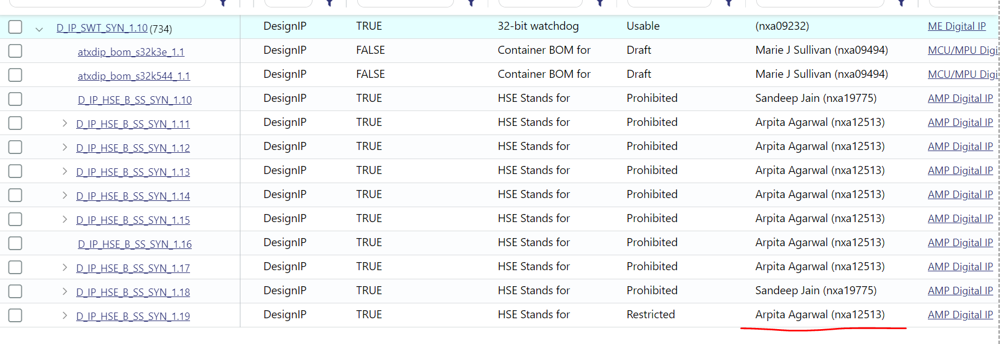 D_IP_SWT_SYN_1.10 (734) DesignIP TRUE 32-bit watchdog Usable (nxa09232) ME Digital IP
atxdip_bom_s32k3e_1.1 DesignIP FALSE Container BOM for Draft Marie J Sullivan (nxa09494) MCU/MPU Digi
atxdip_bom_s32k544_1.1 DesignIP FALSE Container BOM for Draft Marie J Sullivan (nxa09494) MCU/MPU Digi
D_IP_HSE_B_SS_SYN_1.10 DesignIP TRUE HSE Stands for Prohibited Sandeep Jain (nxa19775) AMP Digital IP
D_IP_HSE_B_SS_SYN_1.11 DesignIP TRUE HSE Stands for Prohibited Arpita Agarwal (nxa12513) AMP Digital IP
D_IP_HSE_B_SS_SYN_1.12 DesignIP TRUE HSE Stands for Prohibited Arpita Agarwal (nxa12513) AMP Digital IP
D_IP_HSE_B_SS_SYN_1.13 DesignIP TRUE HSE Stands for Prohibited Arpita Agarwal (nxa12513) AMP Digital IP
D_IP_HSE_B_SS_SYN_1.14 DesignIP TRUE HSE Stands for Prohibited Arpita Agarwal (nxa12513) AMP Digital IP
D_IP_HSE_B_SS_SYN_1.15 DesignIP TRUE HSE Stands for Prohibited Arpita Agarwal (nxa12513) AMP Digital IP
D_IP_HSE_B_SS_SYN_1.16 DesignIP TRUE HSE Stands for Prohibited Arpita Agarwal (nxa12513) AMP Digital IP
D_IP_HSE_B_SS_SYN_1.17 DesignIP TRUE HSE Stands for Prohibited Arpita Agarwal (nxa12513) AMP Digital IP
D_IP_HSE_B_SS_SYN_1.18 DesignIP TRUE HSE Stands for Prohibited Sandeep Jain (nxa19775) AMP Digital IP
D_IP_HSE_B_SS_SYN_1.19 DesignIP TRUE HSE Stands for Restricted Arpita Agarwal (nxa12513) AMP Digital IP